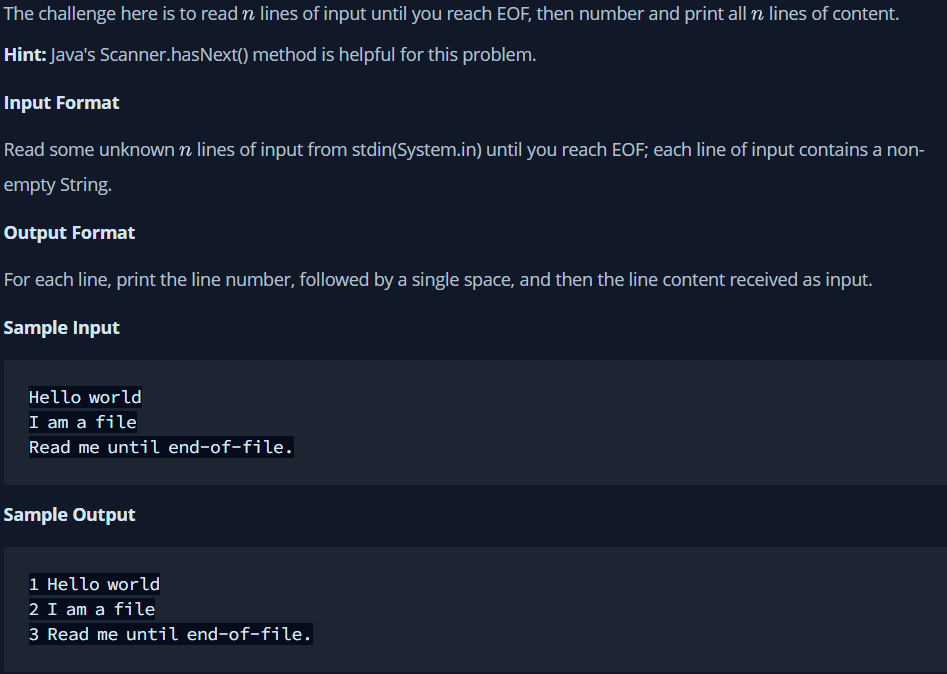 The challenge here is to read n lines of input until you reach EOF, then number and print all n lines of content.
Hint: Java's Scanner.hasNext() method is helpful for this problem.
Input Format
Read some unknown n lines of input from stdin(System.in) until you reach EOF; each line of input contains a non-
empty String.
Output Format
For each line, print the line number, followed by a single space, and then the line content received as input.
Sample Input
Hello world
I am a file
Read me until end-of-file.
Sample Output
1 Hello world
2 I am a file
3 Read me until end-of-file.